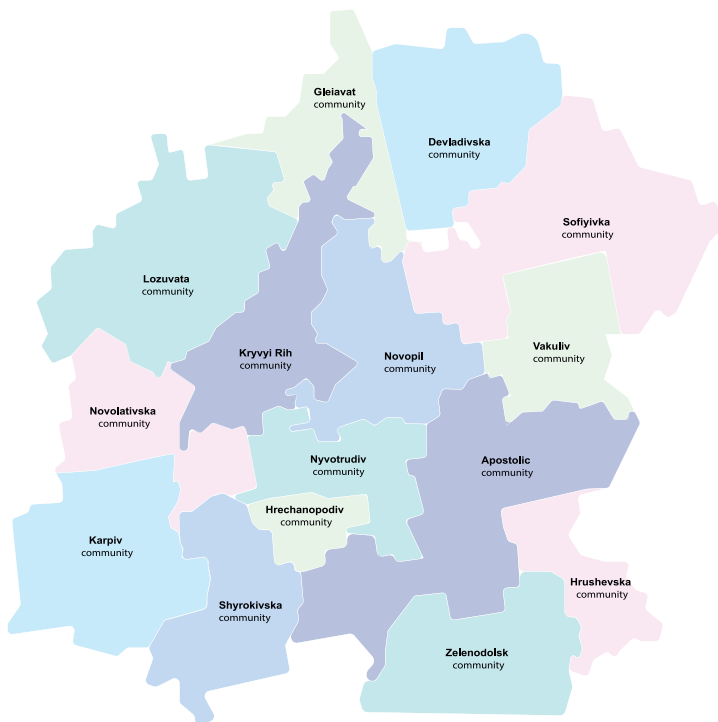 Gleiavat
community
Devladivska
community
Sofiyivka
community
Lozuvata
community
Kryvyi Rih
community
Novopil
community
Vakuliv
community
Novolativska
community
Nyvotrudiv
community
Apostolic
community
Hrechanopodiv
community
Karpiv
community
Hrushevska
community
Shyrokivska
community
Zelenodolsk
community